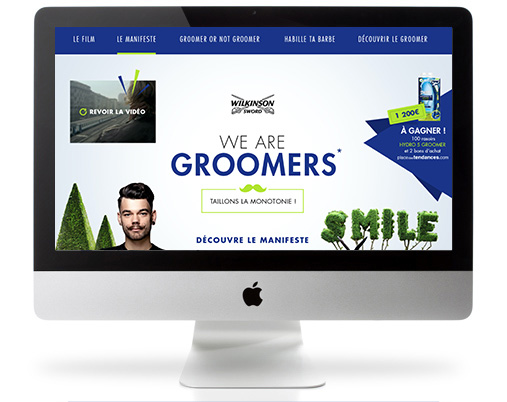 LE FILM
LE MANIFESTE
GROOMER OR NOT GROOMER
HABILLE TA BARBE
DÉCOUVRIR LE GROOMER
REVOIR LA VIDÉO
WILKINSON
SWORD
WE ARE
GROOMERS*
TAILLONS LA MONOTONIE !
DÉCOUVRE LE MANIFESTE
1 200€
À GAGNER !
100 rasoirs
HYDRO 5 GROOMER
et 2 bons d'achat
placedestendances.com
SMILE